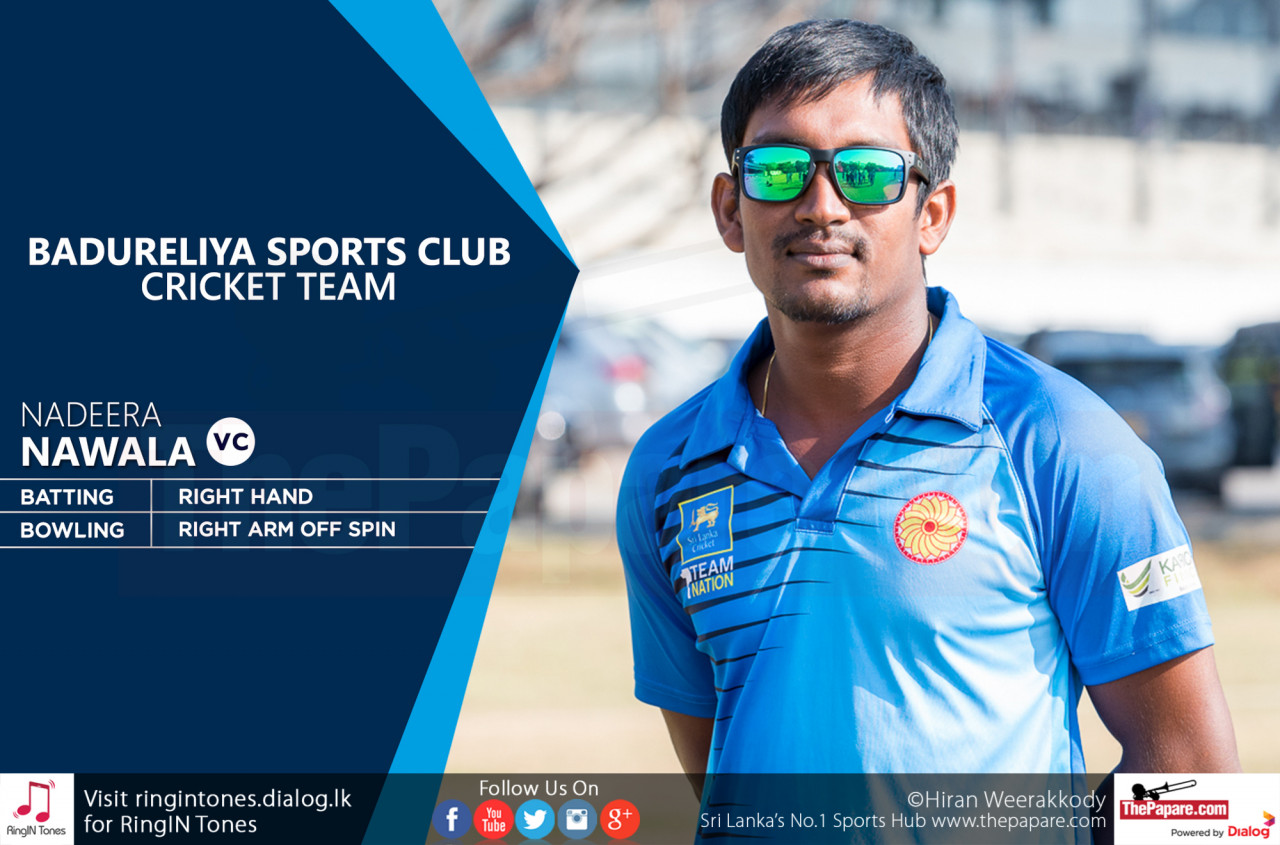 BADURELIYA SPORTS CLUB
CRICKET TEAM
NADEERA
NAWALA VC
BATTING RIGHT HAND
BOWLING RIGHT ARM OFF SPIN
Sri Lanka
Cricket
TEAM
NATION
RingIN Tones
Visit ringintones.dialog.lk
for RingIN Tones
Follow Us On
f You Tube g+
©Hiran Weerakkody
Sri Lanka's No.1 Sports Hub www.thepapare.com
ThePapare.com
Powered by Dialog